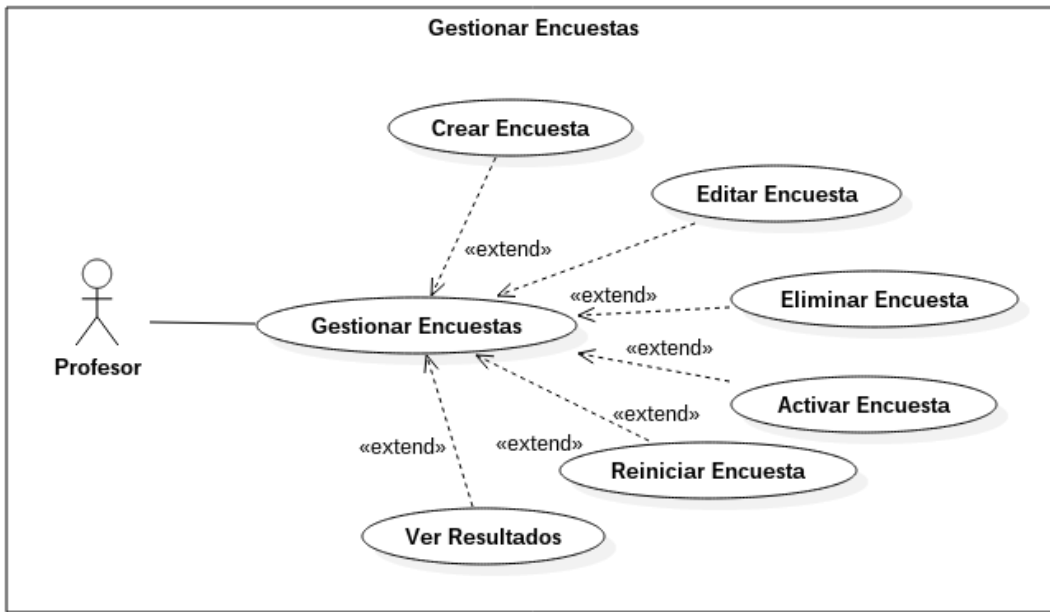 Gestionar Encuestas
Crear Encuesta
Editar Encuesta
«extend»
«extend»
Eliminar Encuesta
Gestionar Encuestas
«extend»
Profesor
Activar Encuesta
«extend»
«extend»
«extend»
Reiniciar Encuesta
Ver Resultados